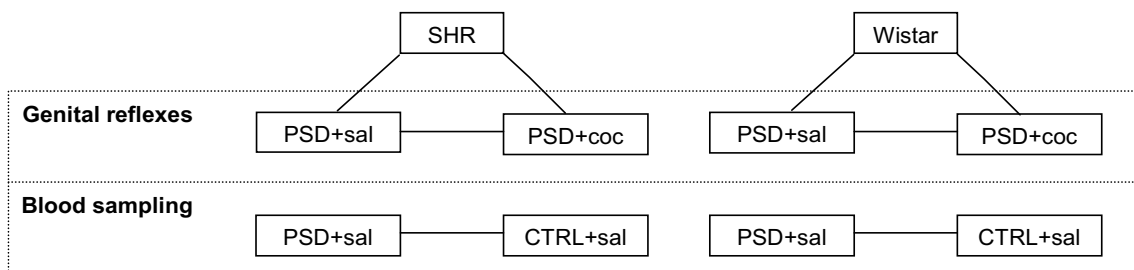 SHR Wistar
Genital reflexes
PSD+sal PSD+coc PSD+sal PSD+coc
Blood sampling
PSD+sal CTRL+sal PSD+sal CTRL+sal